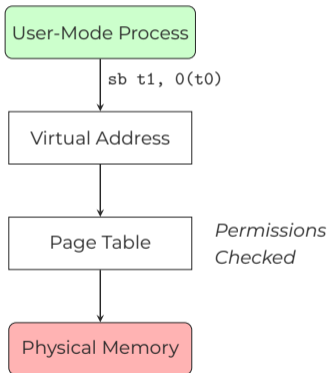 User-Mode Process
sb t1, 0(t0)
Virtual Address
Page Table
Permissions
Checked
Physical Memory